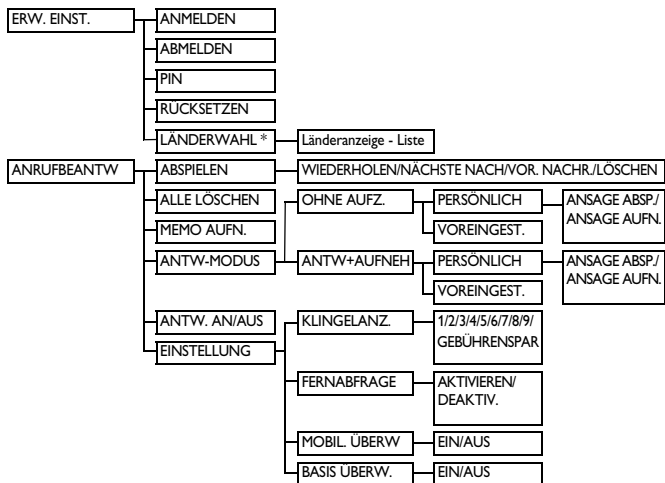 ERW. EINST.
ANMELDEN
ABMELDEN
PIN
RÜCKSETZEN
LÄNDERWAHL *
Länderanzeige - Liste
ANRUFBEANTW
ABSPIELEN
WIEDERHOLEN/NÄCHSTE NACH/VOR. NACHR./LÖSCHEN
ALLE LÖSCHEN
OHNE AUFZ.
PERSÖNLICH
ANSAGE ABSP./
ANSAGE AUFN.
MEMO AUFN.
VOREINGEST.
ANTW-MODUS
ANTW+AUFNEH
PERSÖNLICH
ANSAGE ABSP./
ANSAGE AUFN.
VOREINGEST.
ANTW. AN/AUS
KLINGELANZ.
1/2/3/4/5/6/7/8/9/
GEBÜHRENSPAR
EINSTELLUNG
FERNABFRAGE
AKTIVIEREN/
DEAKTIV.
MOBIL. ÜBERW
EIN/AUS
BASIS ÜBERW.
EIN/AUS